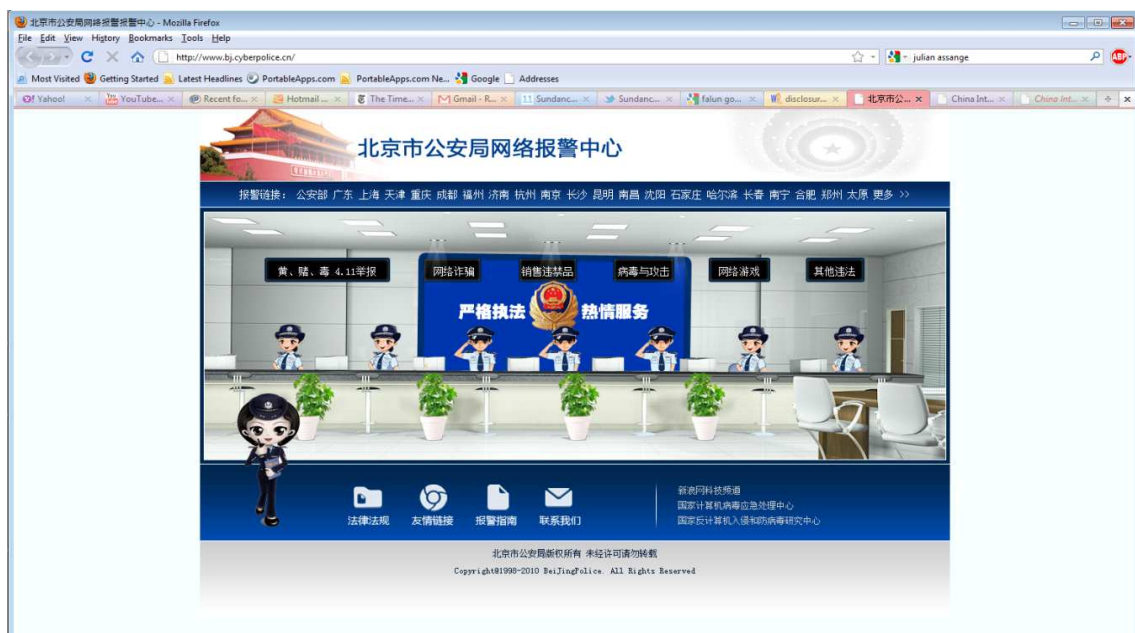 北京市公安局网络报警报警中心 - Mozilla Firefox
File Edit View History Bookmarks Tools Help
http://www.bj.cyberpolice.cn/
julian assange
ABP
Most Visited Getting Started Latest Headlines PortableApps.com PortableApps.com Ne... Google Addresses
Yahoo! YouTube... Recent fo... Hotmail ... The Time... Gmail - R... Sundanc... Sundanc... falun go... disclosur... 北京市公... China Int... China Int...
北京市公安局网络报警中心
报警链接： 公安部 广东 上海 天津 重庆 成都 福州 济南 杭州 南京 长沙 昆明 南昌 沈阳 石家庄 哈尔滨 长春 南宁 合肥 郑州 太原 更多 >>
黄、赌、毒 4.11举报 网络诈骗 销售违禁品 病毒与攻击 网络游戏 其他违法
严格执法 热情服务
法律法规 友情链接 报警指南 联系我们
新浪网科技频道
国家计算机病毒应急处理中心
国家反计算机入侵和防病毒研究中心
北京市公安局版权所有 未经许可请勿转载
Copyright@1998-2010 BeiJingPolice. All Rights Reserved